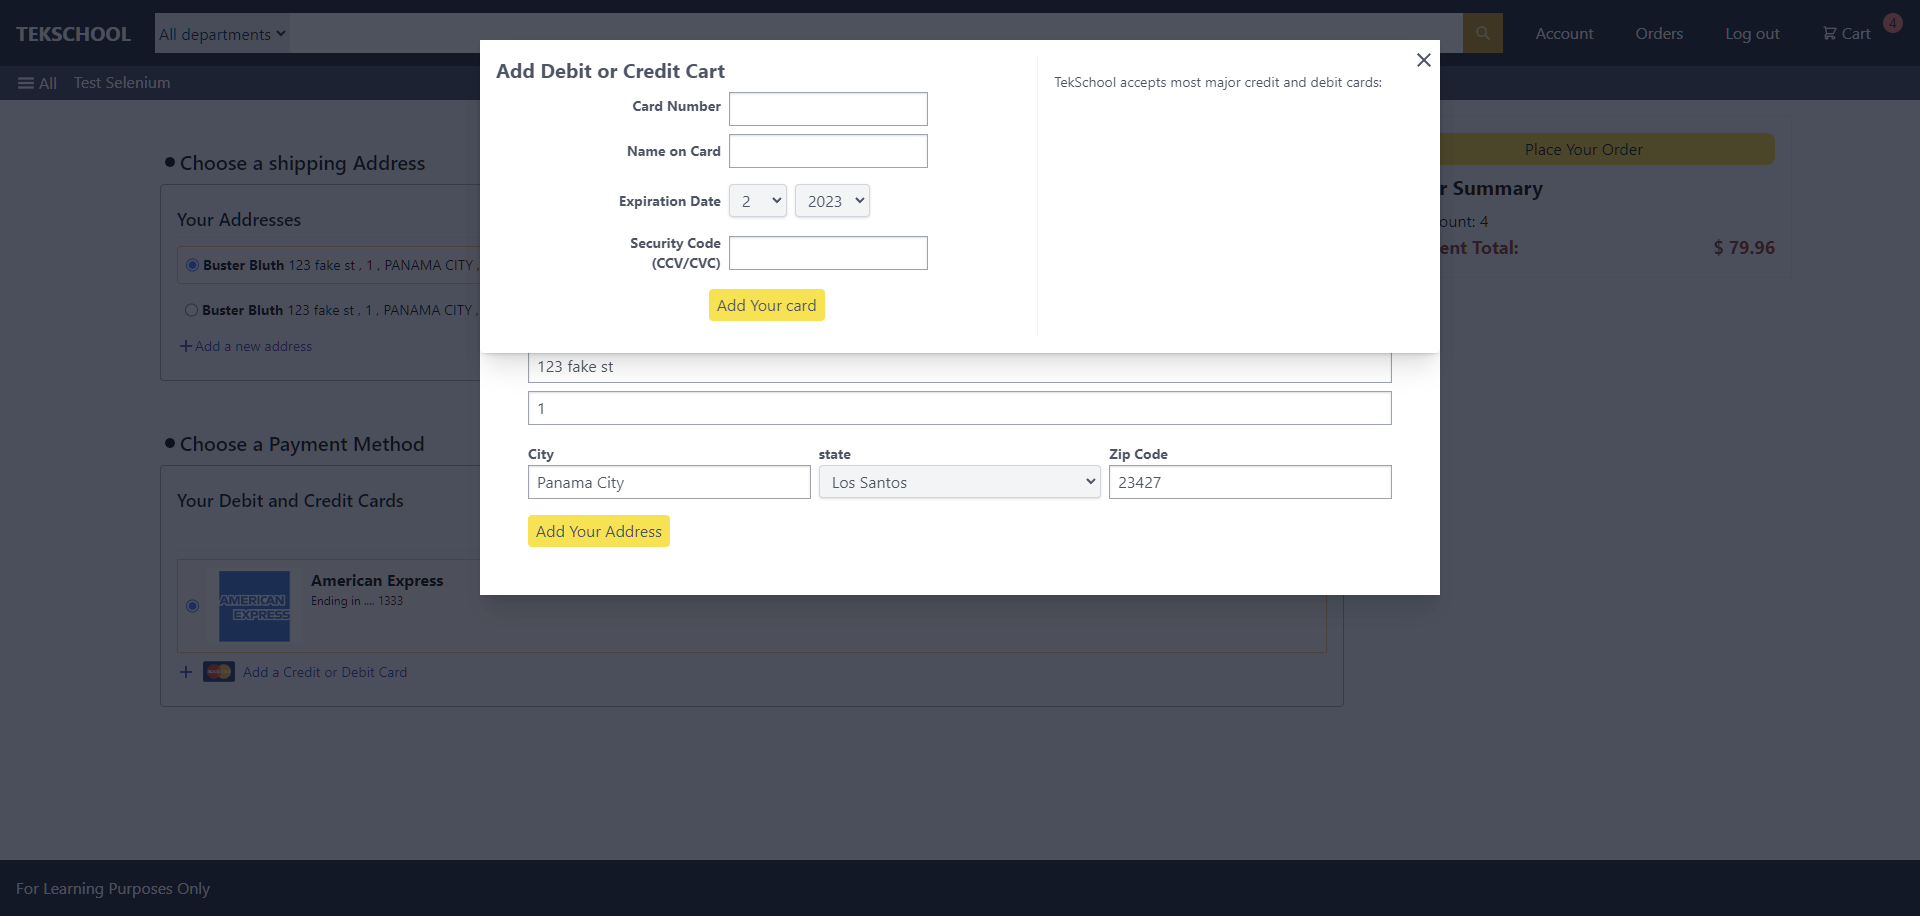 TEKSCHOOL
All departments
Account
Orders
Log out
Cart
4
All
Test Selenium
Add Debit or Credit Cart
TekSchool accepts most major credit and debit cards:
Card Number
Name on Card
Expiration Date
2
2023
Security Code
(CCV/CVC)
Add Your card
Choose a shipping Address
Your Addresses
Buster Bluth 123 fake st , 1 , PANAMA CITY ,
Buster Bluth 123 fake st , 1 , PANAMA CITY ,
Add a new address
Place Your Order
r Summary
ount: 4
ent Total:
$ 79.96
123 fake st
1
City
state
Zip Code
Panama City
Los Santos
23427
Add Your Address
Choose a Payment Method
Your Debit and Credit Cards
AMERICAN
EXPRESS
American Express
Ending in .... 1333
Add a Credit or Debit Card
For Learning Purposes Only